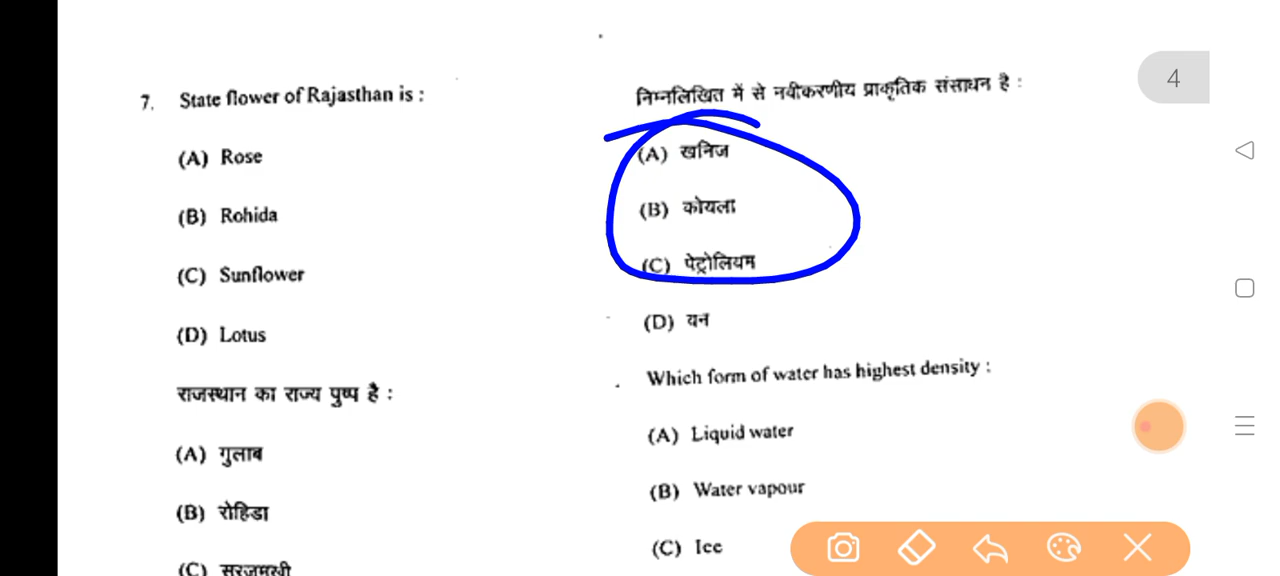 7. State flower of Rajasthan is :
(A) Rose
(B) Rohida
(C) Sunflower
(D) Lotus
राजस्थान का राज्य पुष्प है :
(A) गुलाब
(B) रोहिडा
(C) सूरजमुखी
निम्नलिखित में से नवीकरणीय प्राकृतिक संसाधन है :
(A) खनिज
(B) कोयला
(C) पेट्रोलियम
(D) वन
Which form of water has highest density :
(A) Liquid water
(B) Water vapour
(C) Ice
4